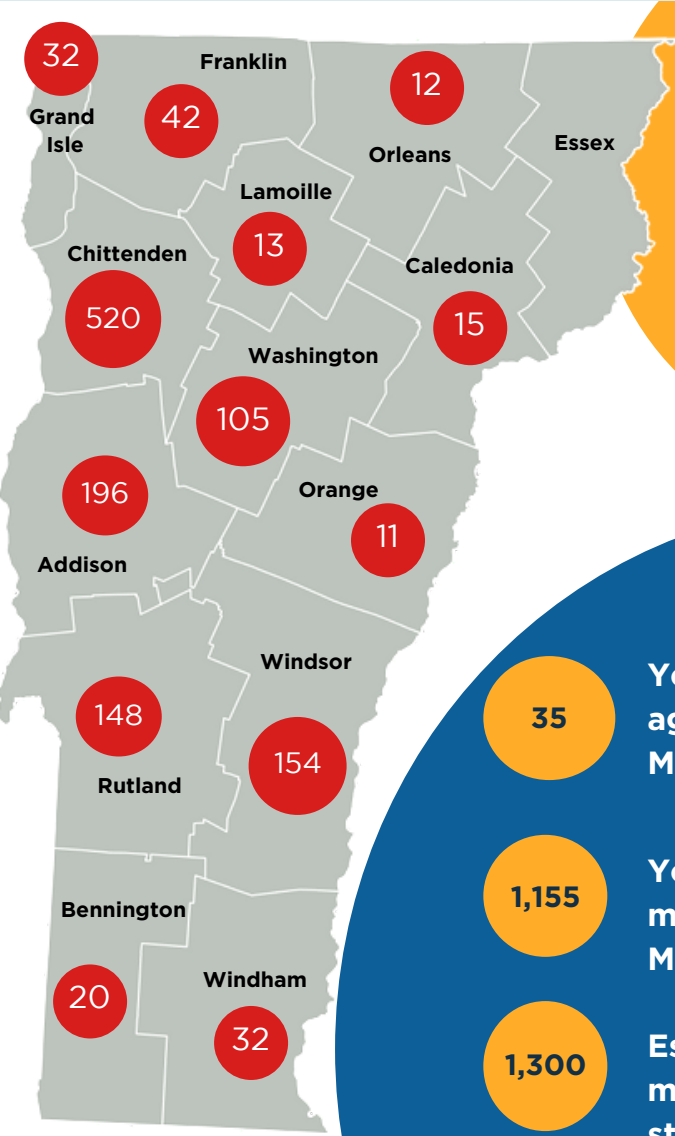 32
Franklin
12
42
Grand
Isle
Orleans
Essex
Lamoille
13
Chittenden
Caledonia
520
15
Washington
105
196
Orange
11
Addison
Windsor
148
35
154
Rutland
1,155
Bennington
Windham
20
32
1,300